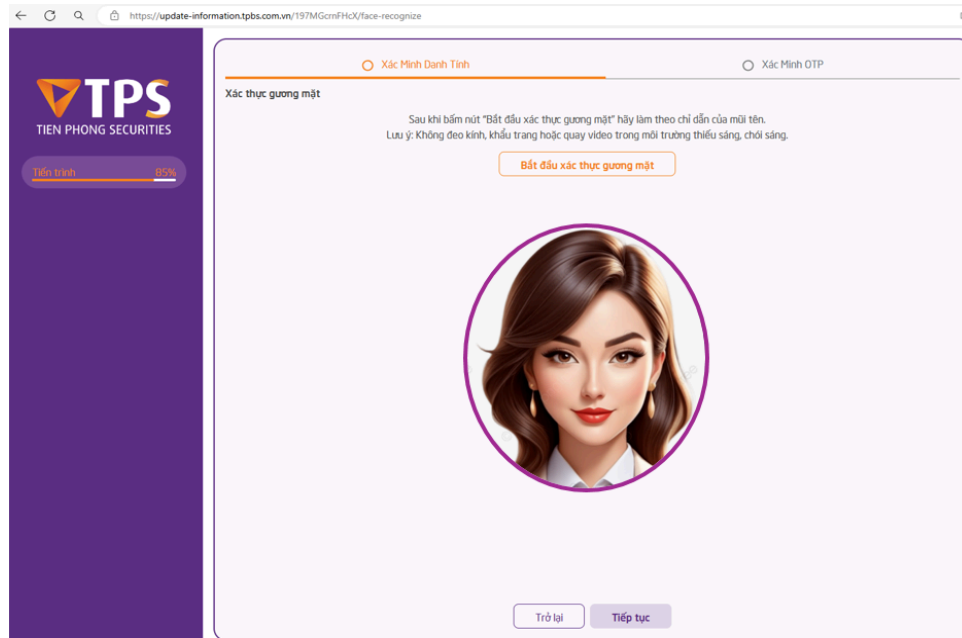 https://update-information.tpbs.com.vn/197MGcrnFHcX/face-recognize
TPS
TIEN PHONG SECURITIES
Tiến trình 85%
Xác Minh Danh Tính
Xác Minh OTP
Xác thực gương mặt
Sau khi bấm nút "Bắt đầu xác thực gương mặt" hãy làm theo chỉ dẫn của mũi tên.
Lưu ý: Không đeo kính, khẩu trang hoặc quay video trong môi trường thiếu sáng, chói sáng.
Bắt đầu xác thực gương mặt
Trở lại
Tiếp tục